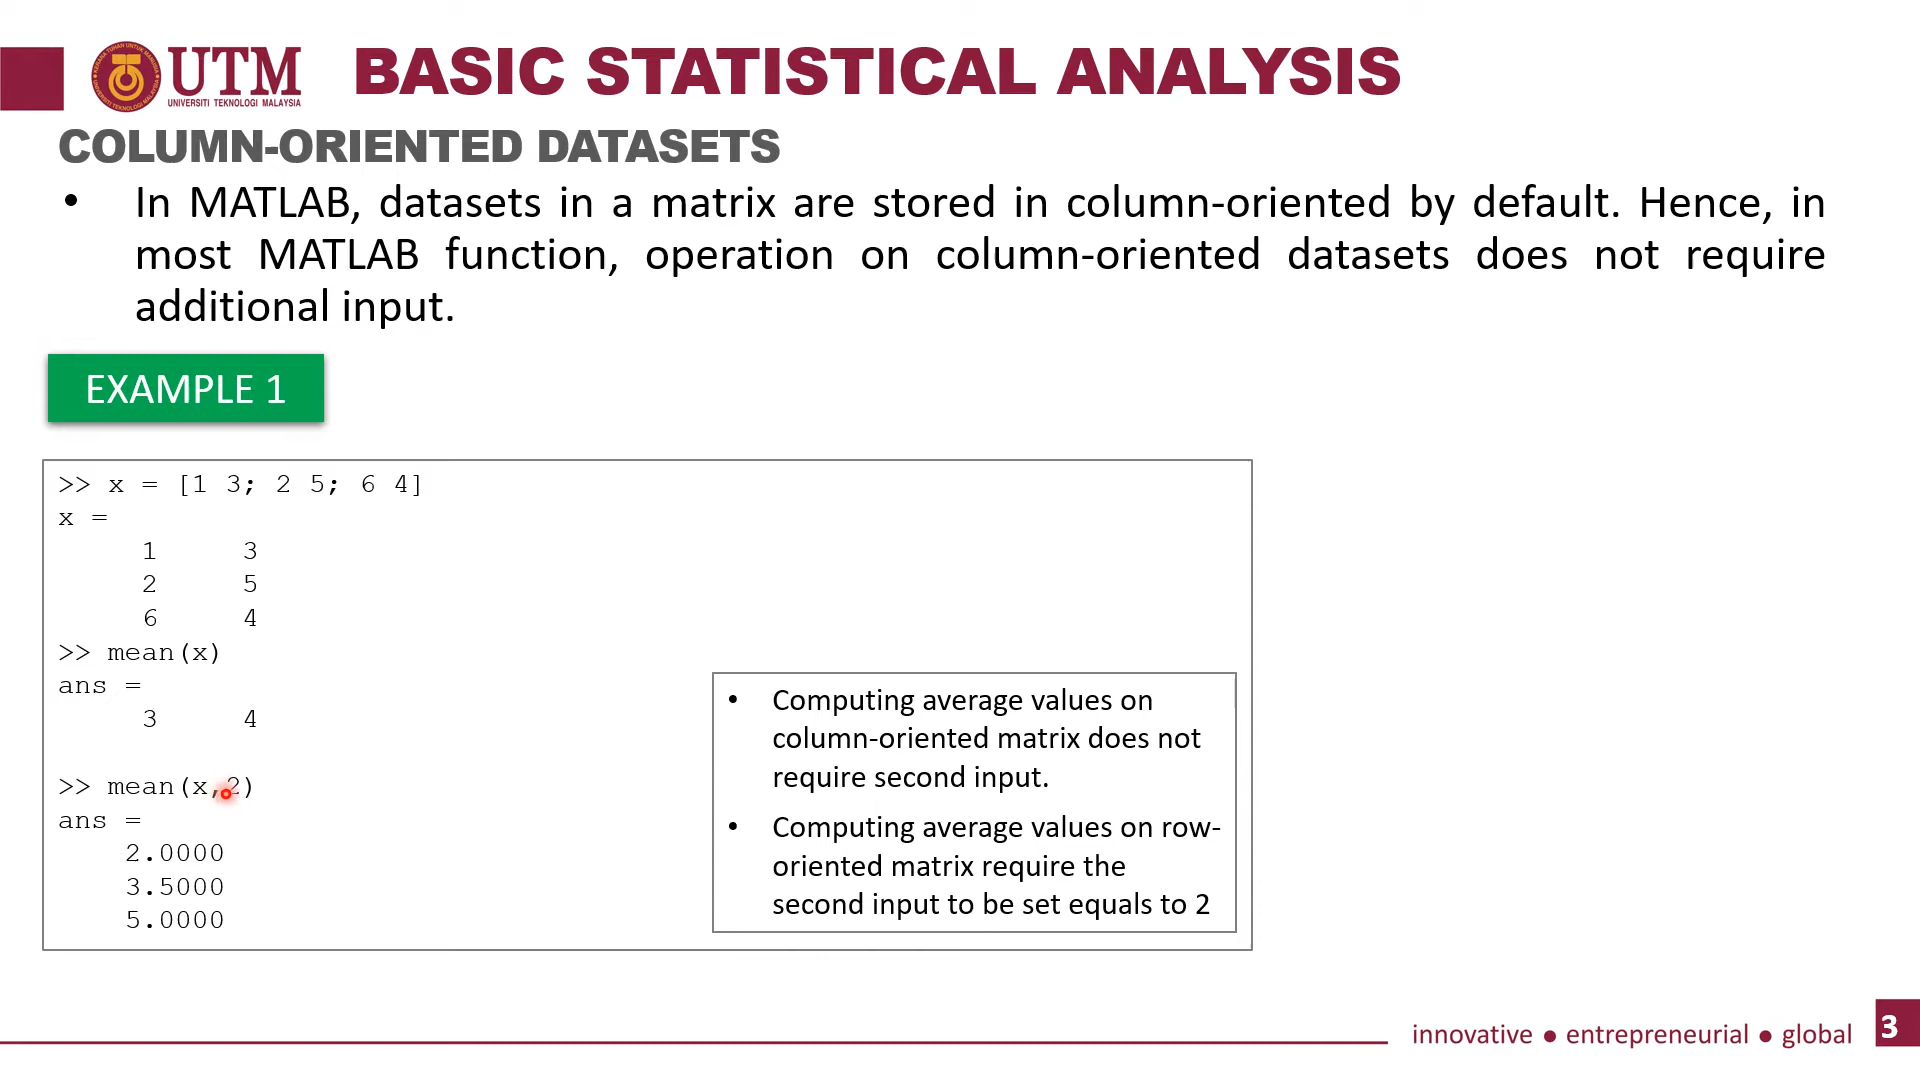 UTM
UNIVERSITI TEKNOLOGI MALAYSIA
BASIC STATISTICAL ANALYSIS
COLUMN-ORIENTED DATASETS
• In MATLAB, datasets in a matrix are stored in column-oriented by default. Hence, in
most MATLAB function, operation on column-oriented datasets does not require
additional input.
EXAMPLE 1
>> x = [1 3; 2 5; 6 4]
x =
1 3
2 5
6 4
>> mean(x)
ans =
3 4
>> mean(x,2)
ans =
2.0000
3.5000
5.0000
• Computing average values on
column-oriented matrix does not
require second input.
• Computing average values on row-
oriented matrix require the
second input to be set equals to 2
innovative ● entrepreneurial ● global
3